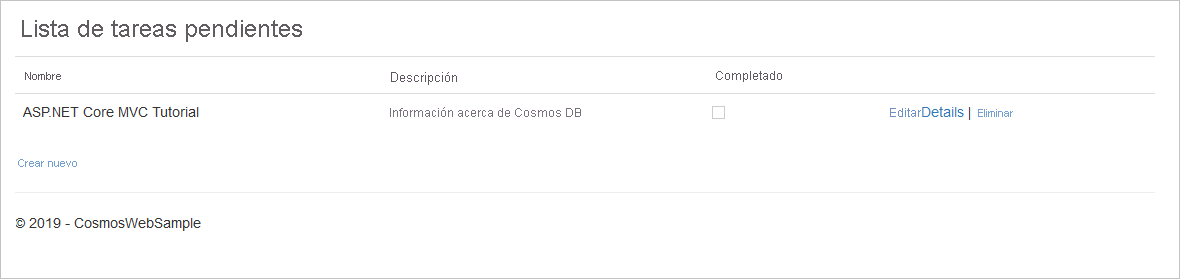 Lista de tareas pendientes
Nombre Descripción Completado
ASP.NET Core MVC Tutorial Información acerca de Cosmos DB EditarDetails | Eliminar
Crear nuevo
© 2019 - CosmosWebSample